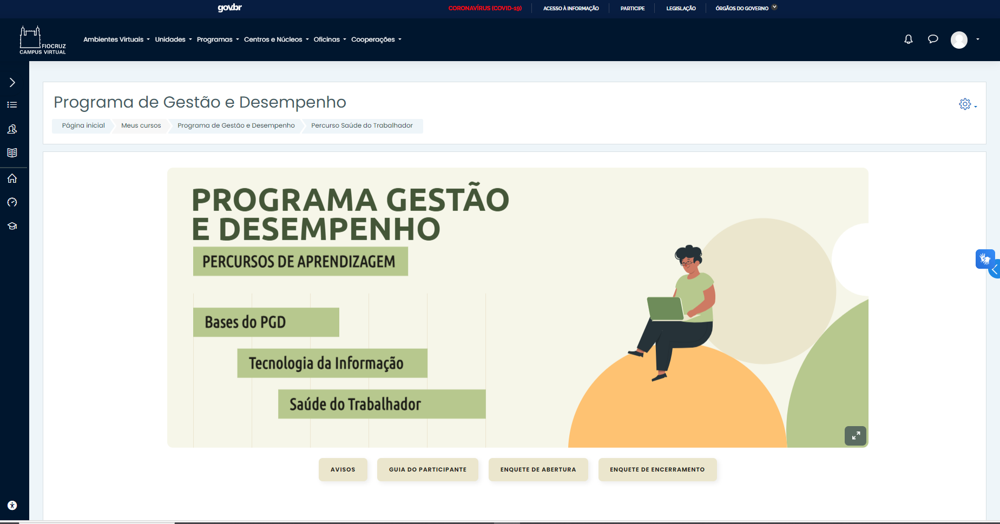 gov.br
CORONAVÍRUS (COVID-19)
ACESSO À INFORMAÇÃO
PARTICIPE
LEGISLAÇÃO
ÓRGÃOS DO GOVERNO
FIOCRUZ
CAMPUS VIRTUAL
Ambientes Virtuais
Unidades
Programas
Centros e Núcleos
Oficinas
Cooperações
Programa de Gestão e Desempenho
Página inicial
Meus cursos
Programa de Gestão e Desempenho
Percurso Saúde do Trabalhador
PROGRAMA GESTÃO
E DESEMPENHO
PERCURSOS DE APRENDIZAGEM
Bases do PGD
Tecnologia da Informação
Saúde do Trabalhador
AVISOS
GUIA DO PARTICIPANTE
ENQUETE DE ABERTURA
ENQUETE DE ENCERRAMENTO